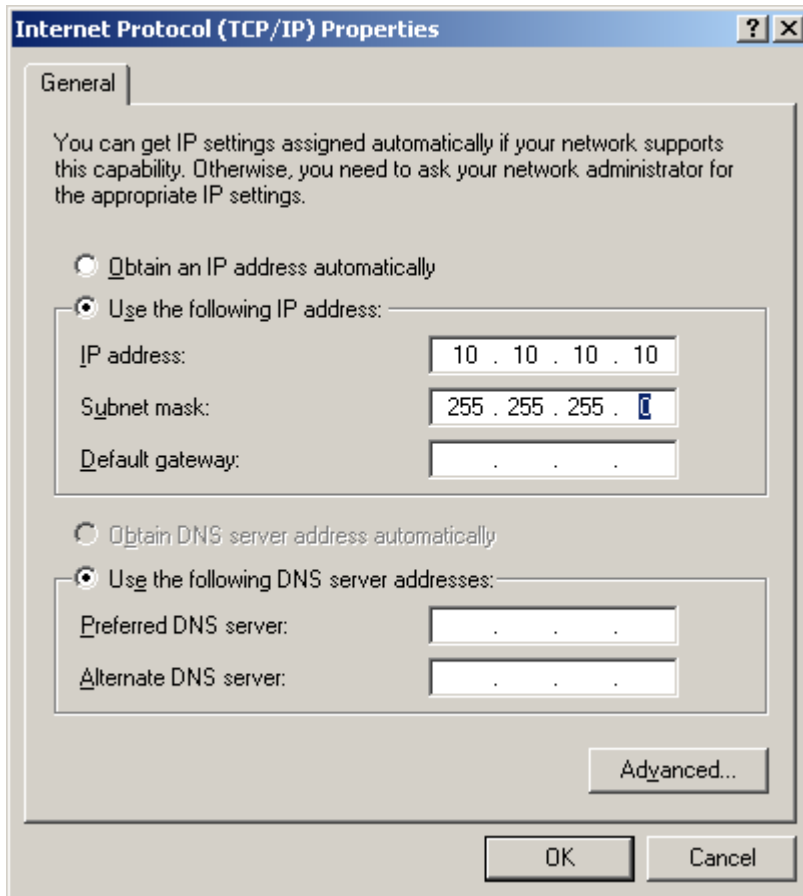 Internet Protocol (TCP/IP) Properties
General
You can get IP settings assigned automatically if your network supports
this capability. Otherwise, you need to ask your network administrator for
the appropriate IP settings.
Obtain an IP address automatically
Use the following IP address:
IP address: 10 . 10 . 10 . 10
Subnet mask: 255 . 255 . 255 . 0
Default gateway: . . .
Obtain DNS server address automatically
Use the following DNS server addresses:
Preferred DNS server: . . .
Alternate DNS server: . . .
Advanced...
OK Cancel